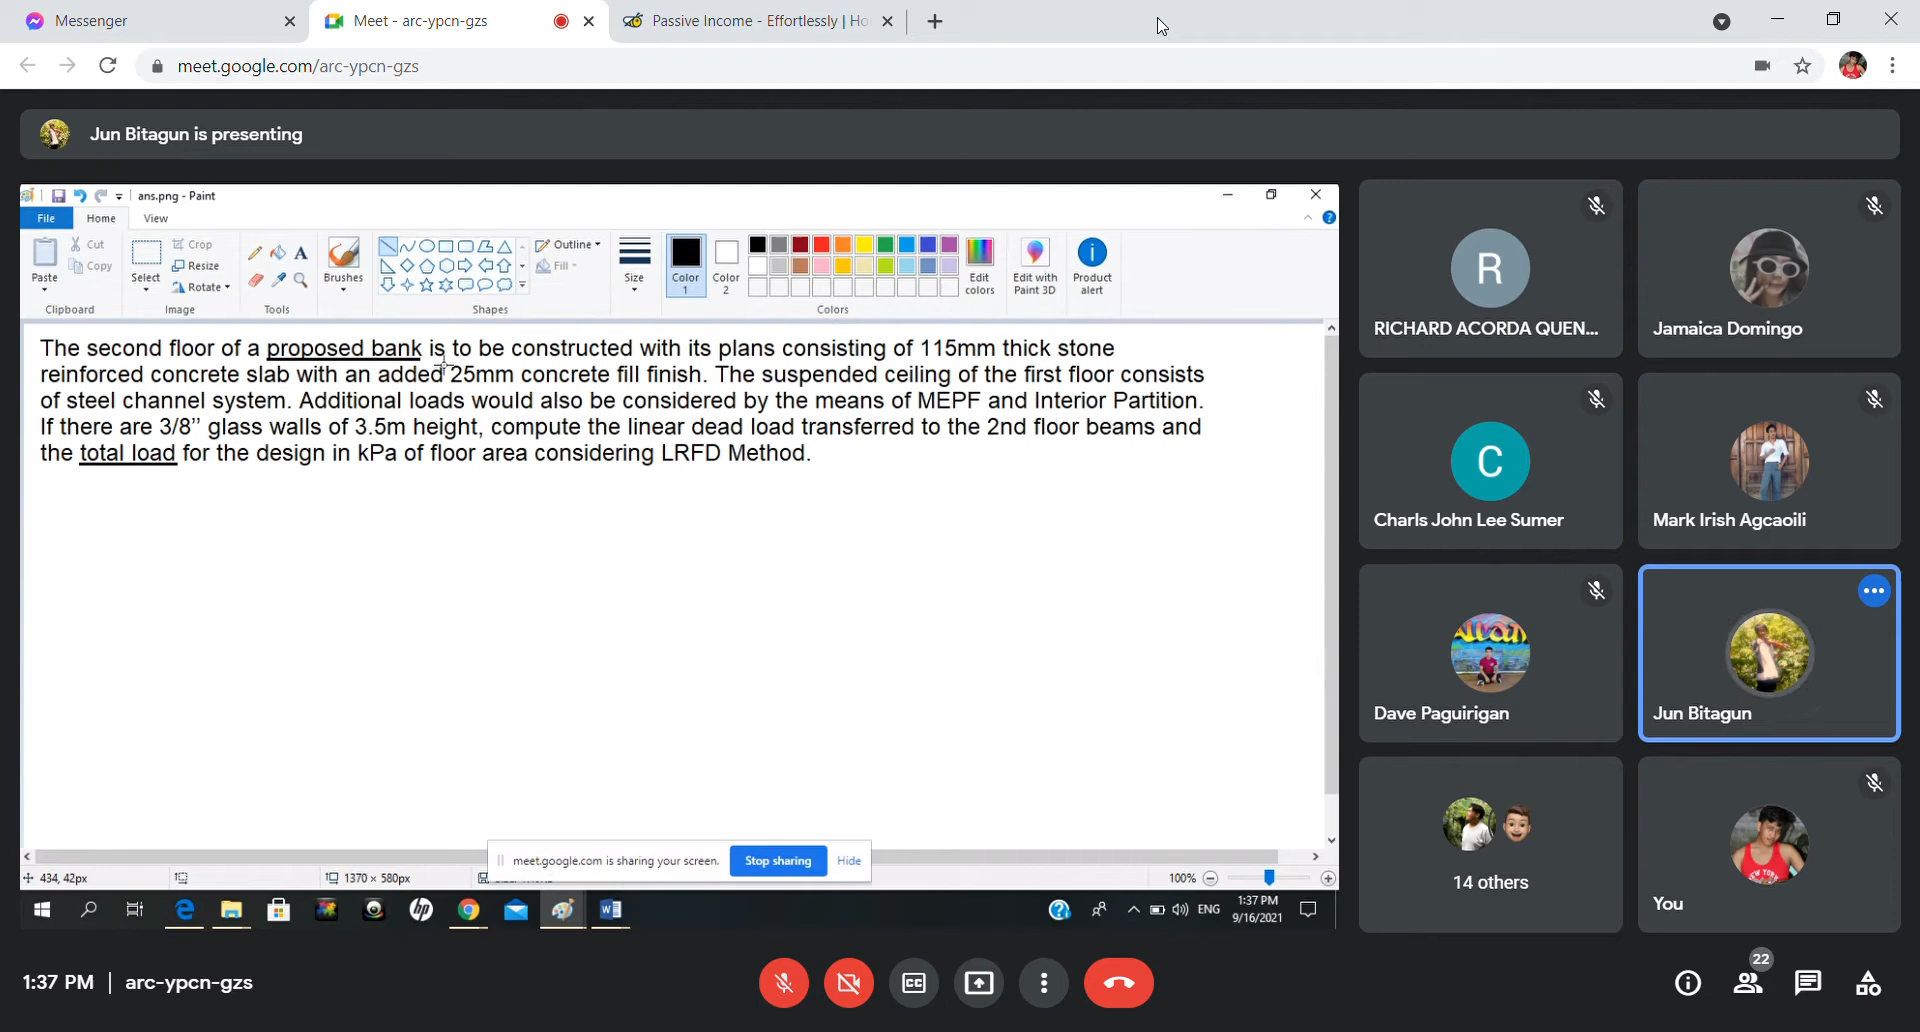 Messenger
Meet - arc-ypcn-gzs
Passive Income - Effortlessly | Ho
meet.google.com/arc-ypcn-gzs
Jun Bitagun is presenting
ans.png - Paint
File Home View
Paste
Cut
Copy
Clipboard
Select
Crop
Resize
Rotate
Image
A
Tools
Brushes
Outline
Fill
Shapes
Size
Color 1
Color 2
Edit colors
Colors
Edit with Paint 3D
Product alert
The second floor of a proposed bank is to be constructed with its plans consisting of 115mm thick stone
reinforced concrete slab with an added 25mm concrete fill finish. The suspended ceiling of the first floor consists
of steel channel system. Additional loads would also be considered by the means of MEPF and Interior Partition.
If there are 3/8” glass walls of 3.5m height, compute the linear dead load transferred to the 2nd floor beams and
the total load for the design in kPa of floor area considering LRFD Method.
meet.google.com is sharing your screen. Stop sharing Hide
434, 42px
1370 × 580px
100%
hp
ENG
1:37 PM
9/16/2021
R
RICHARD ACORDA QUEN...
Jamaica Domingo
C
Charls John Lee Sumer
Mark Irish Agcaoili
Dave Paguirigan
Jun Bitagun
14 others
You
1:37 PM | arc-ypcn-gzs
CC
22